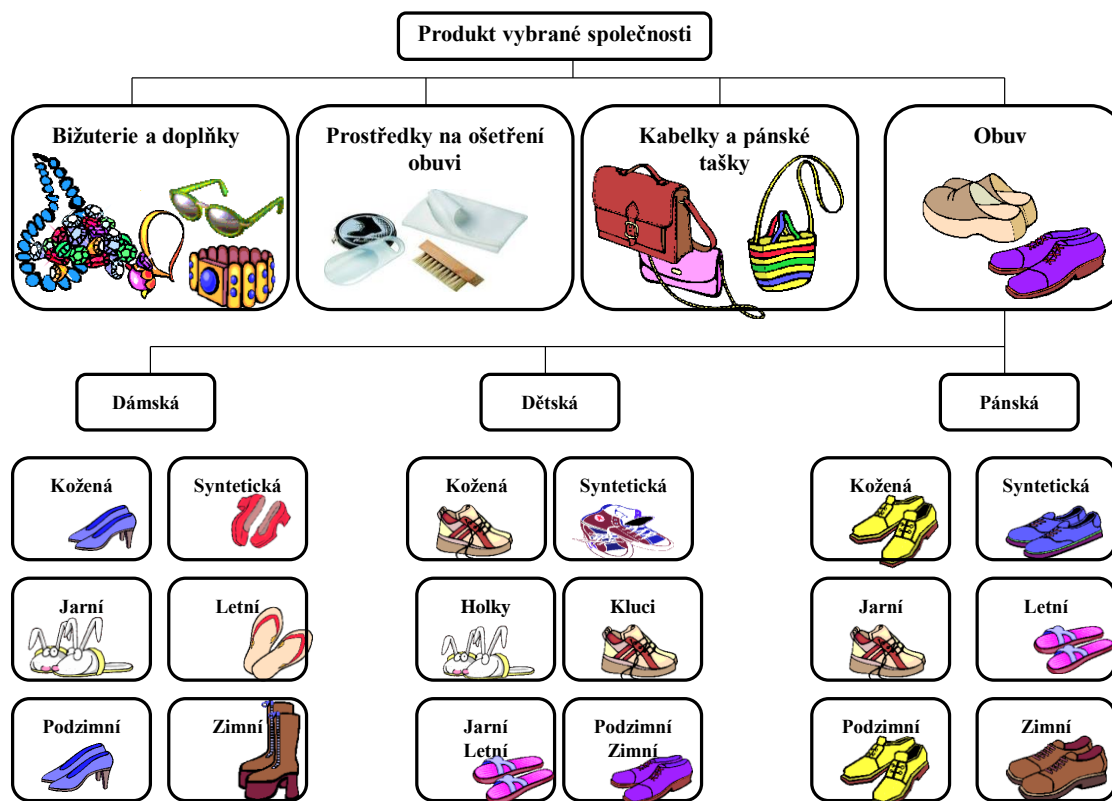 Produkt vybrané společnosti
Bižuterie a doplňky
Prostředky na ošetření
obuvi
Kabelky a pánské
tašky
Obuv
Dámská
Dětská
Pánská
Kožená
Syntetická
Kožená
Syntetická
Kožená
Syntetická
Jarní
Letní
Holky
Kluci
Jarní
Letní
Podzimní
Zimní
Jarní
Letní
Podzimní
Zimní
Podzimní
Zimní